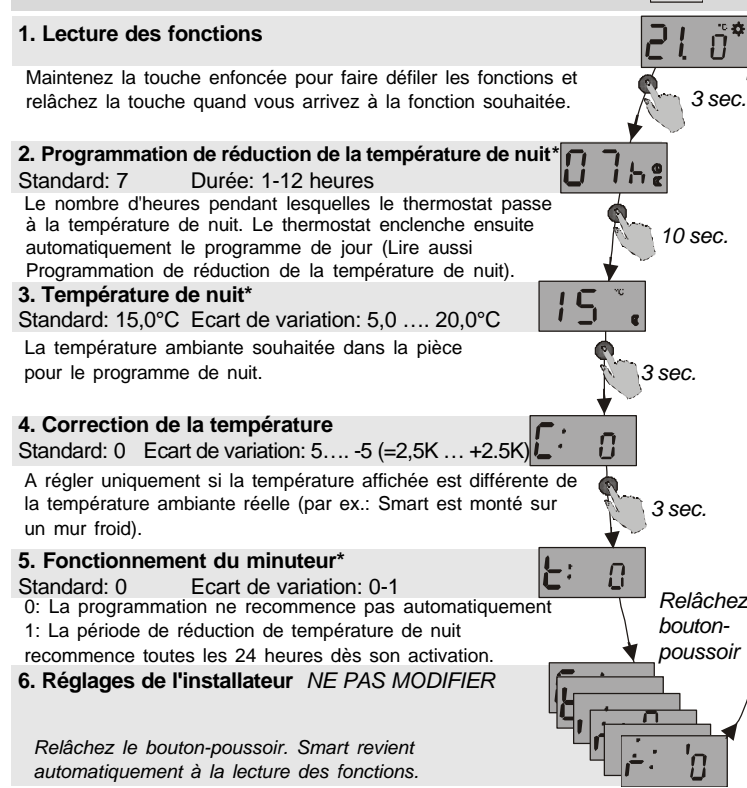 1. Lecture des fonctions
21.0 °C
Maintenez la touche enfoncée pour faire défiler les fonctions et
relâchez la touche quand vous arrivez à la fonction souhaitée.
3 sec.
2. Programmation de réduction de la température de nuit*
Standard: 7 Durée: 1-12 heures
07h
Le nombre d'heures pendant lesquelles le thermostat passe
à la température de nuit. Le thermostat enclenche ensuite
automatiquement le programme de jour (Lire aussi
Programmation de réduction de la température de nuit).
10 sec.
3. Température de nuit*
Standard: 15,0°C Ecart de variation: 5,0 .... 20,0°C
15 °C
La température ambiante souhaitée dans la pièce
pour le programme de nuit.
3 sec.
4. Correction de la température
Standard: 0 Ecart de variation: 5.... -5 (=2,5K ... +2.5K)
C: 0
A régler uniquement si la température affichée est différente de
la température ambiante réelle (par ex.: Smart est monté sur
un mur froid).
3 sec.
5. Fonctionnement du minuteur*
Standard: 0 Ecart de variation: 0-1
t: 0
0: La programmation ne recommence pas automatiquement
1: La période de réduction de température de nuit
recommence toutes les 24 heures dès son activation.
Relâchez
bouton-
poussoir
6. Réglages de l'installateur NE PAS MODIFIER
r: '0
Relâchez le bouton-poussoir. Smart revient
automatiquement à la lecture des fonctions.